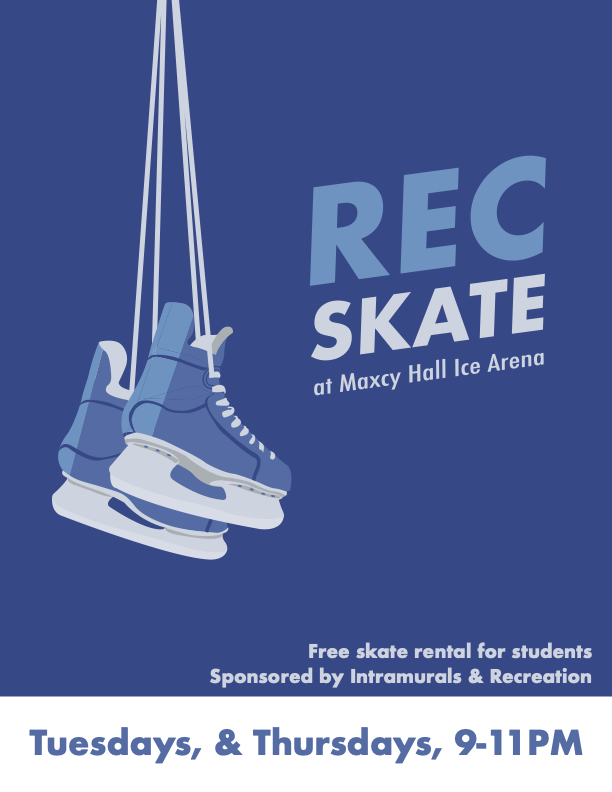 REC
SKATE
at Maxcy Hall Ice Arena
Free skate rental for students
Sponsored by Intramurals & Recreation
Tuesdays, & Thursdays, 9-11PM